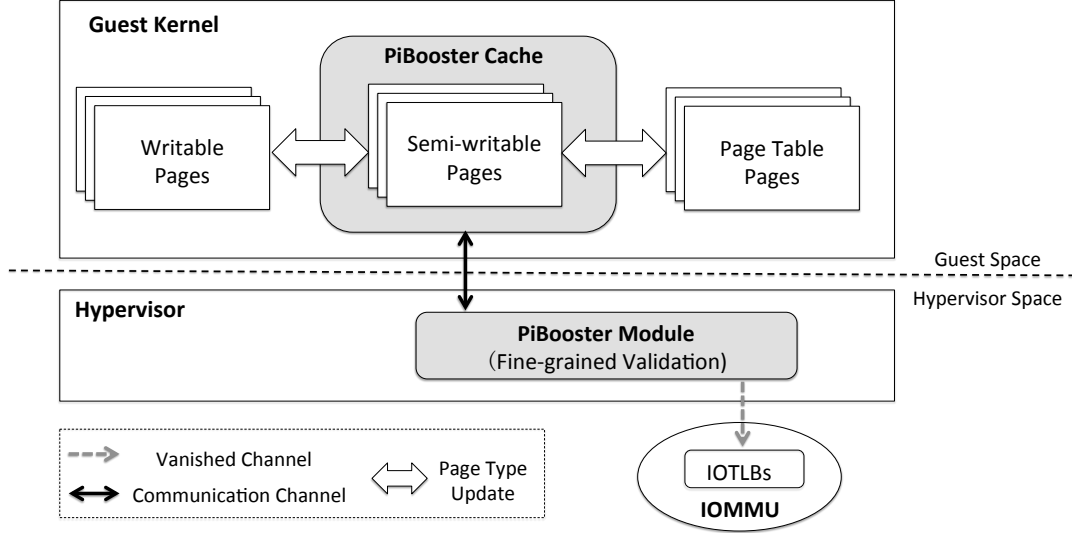 Guest Kernel
PiBooster Cache
Writable
Pages
Semi-writable
Pages
Page Table
Pages
Guest Space
Hypervisor Space
Hypervisor
PiBooster Module
(Fine-grained Validation)
Vanished Channel
Communication Channel
Page Type
Update
IOTLBs
IOMMU